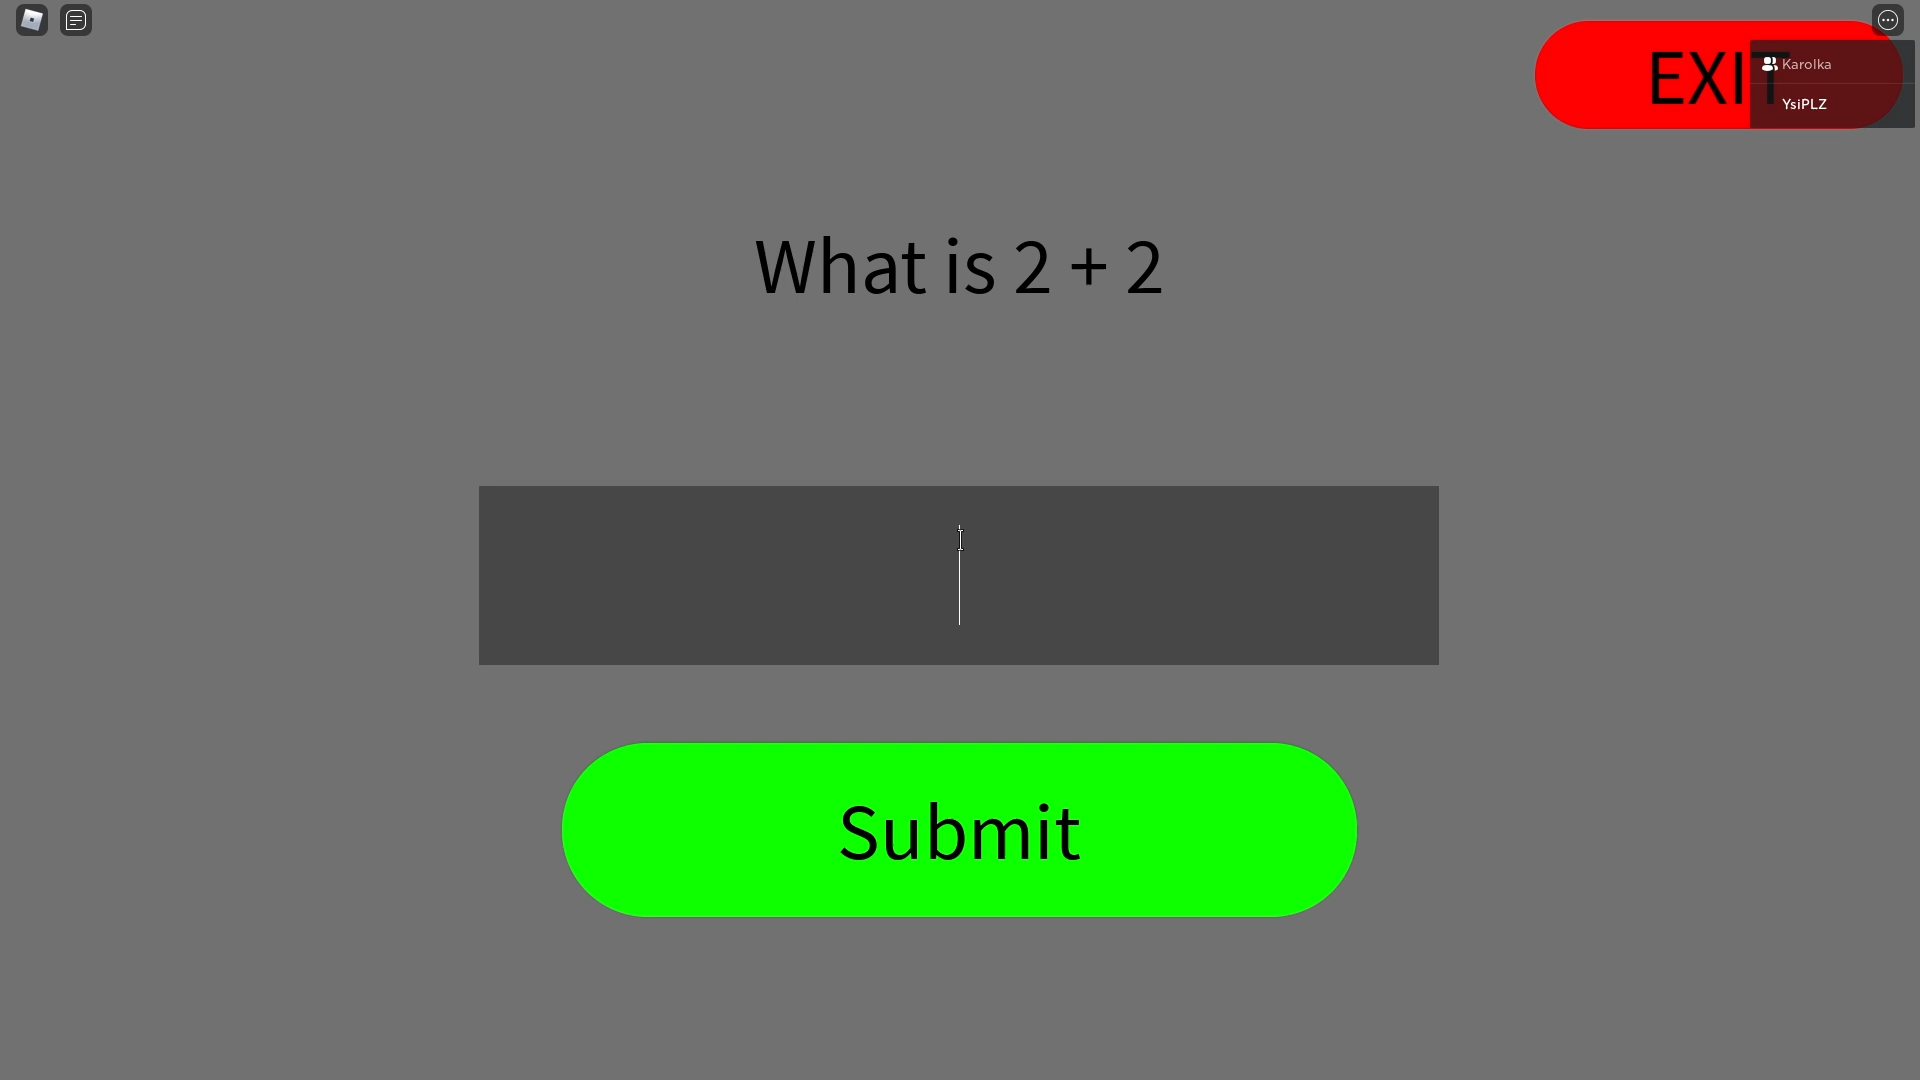 EXIT
Karolka
YsiPLZ
What is 2 + 2
Submit